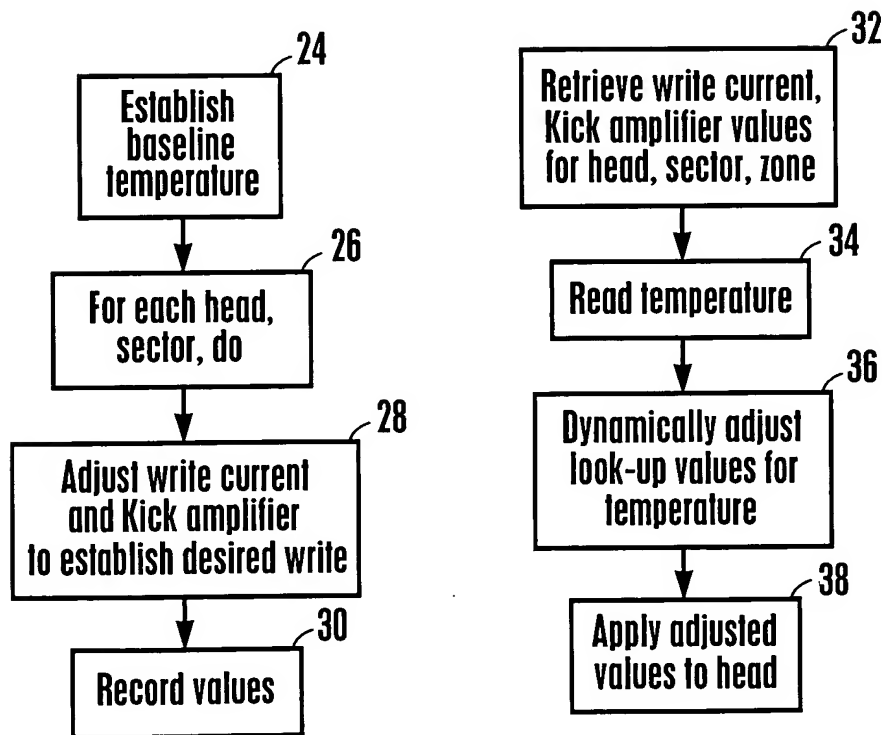 24
Establish
baseline
temperature
26
For each head,
sector, do
28
Adjust write current
and Kick amplifier
to establish desired write
30
Record values
32
Retrieve write current,
Kick amplifier values
for head, sector, zone
34
Read temperature
36
Dynamically adjust
look-up values for
temperature
38
Apply adjusted
values to head